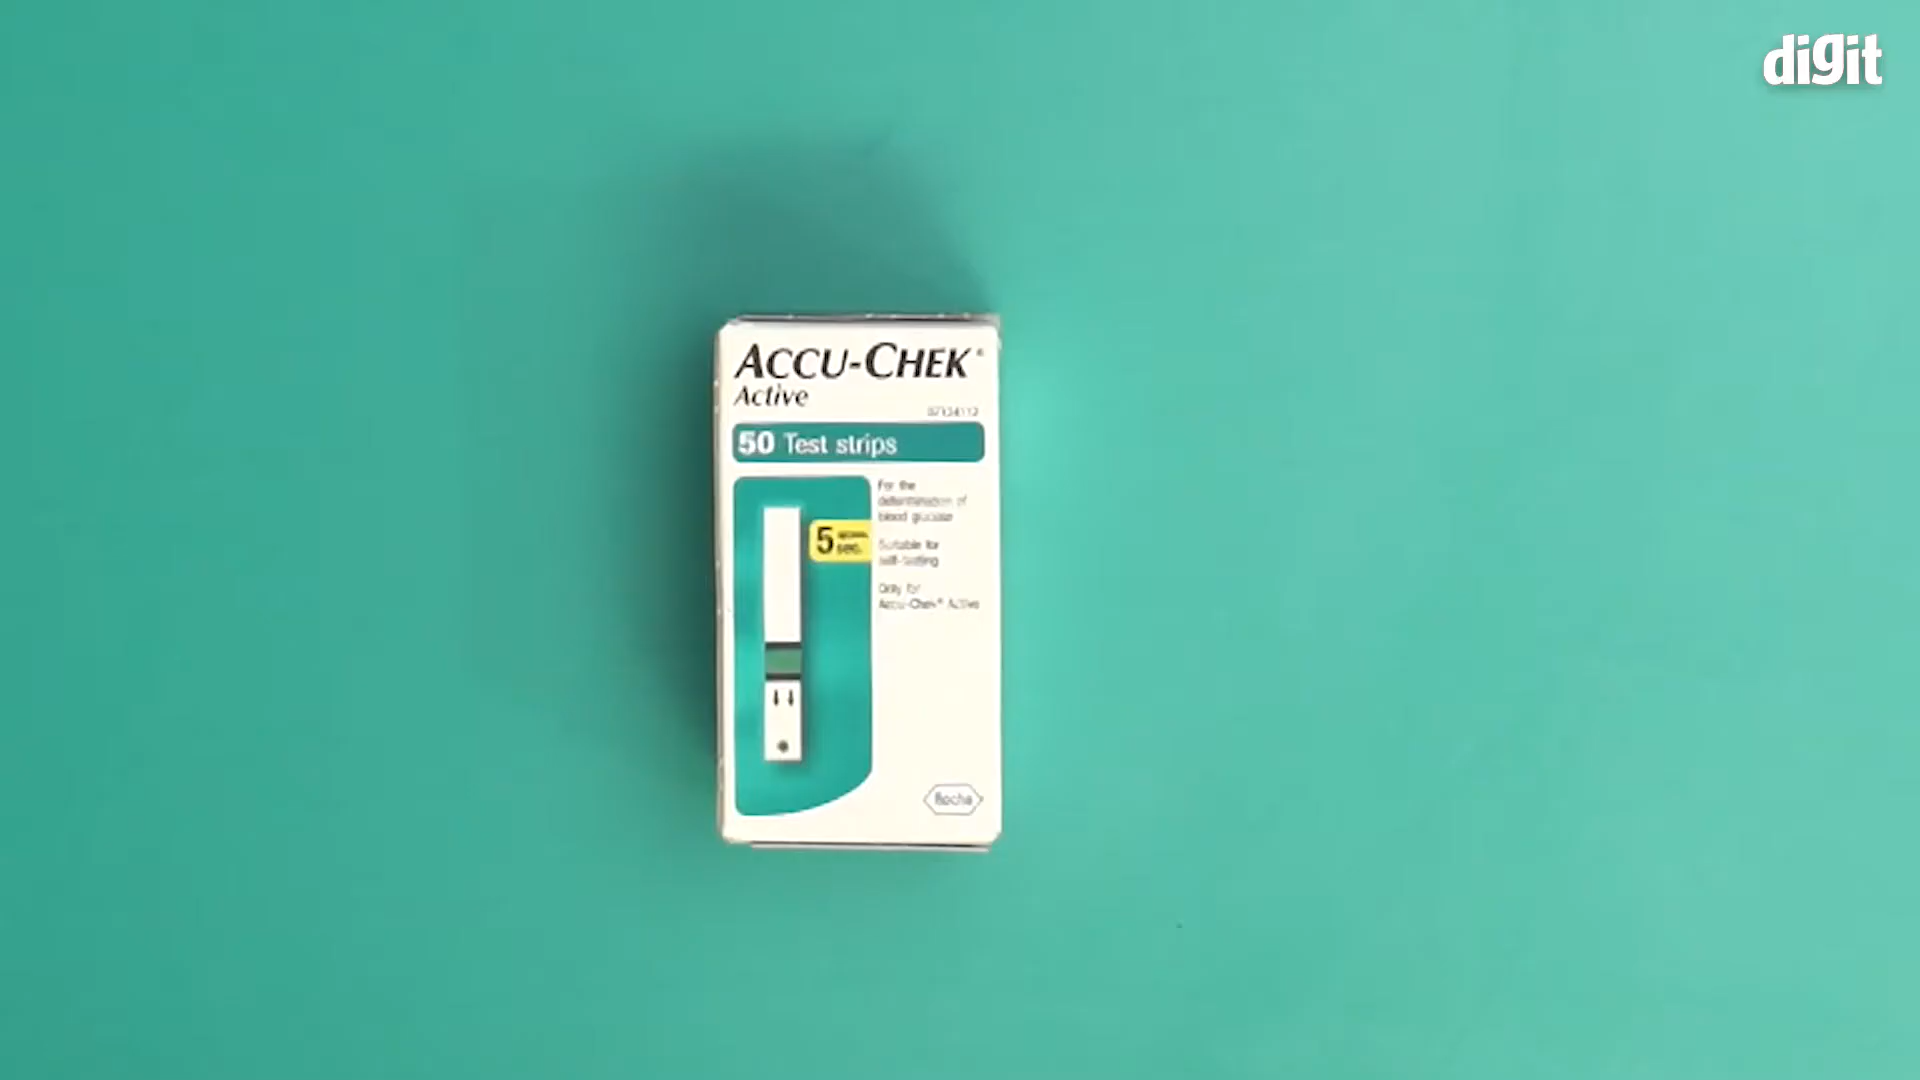 digit
ACCU-CHEK®
Active
50 Test strips
For the
determination of
blood glucose
5
sec.
Suitable for
self-testing
Only for
Accu-Chek® Active
Roche